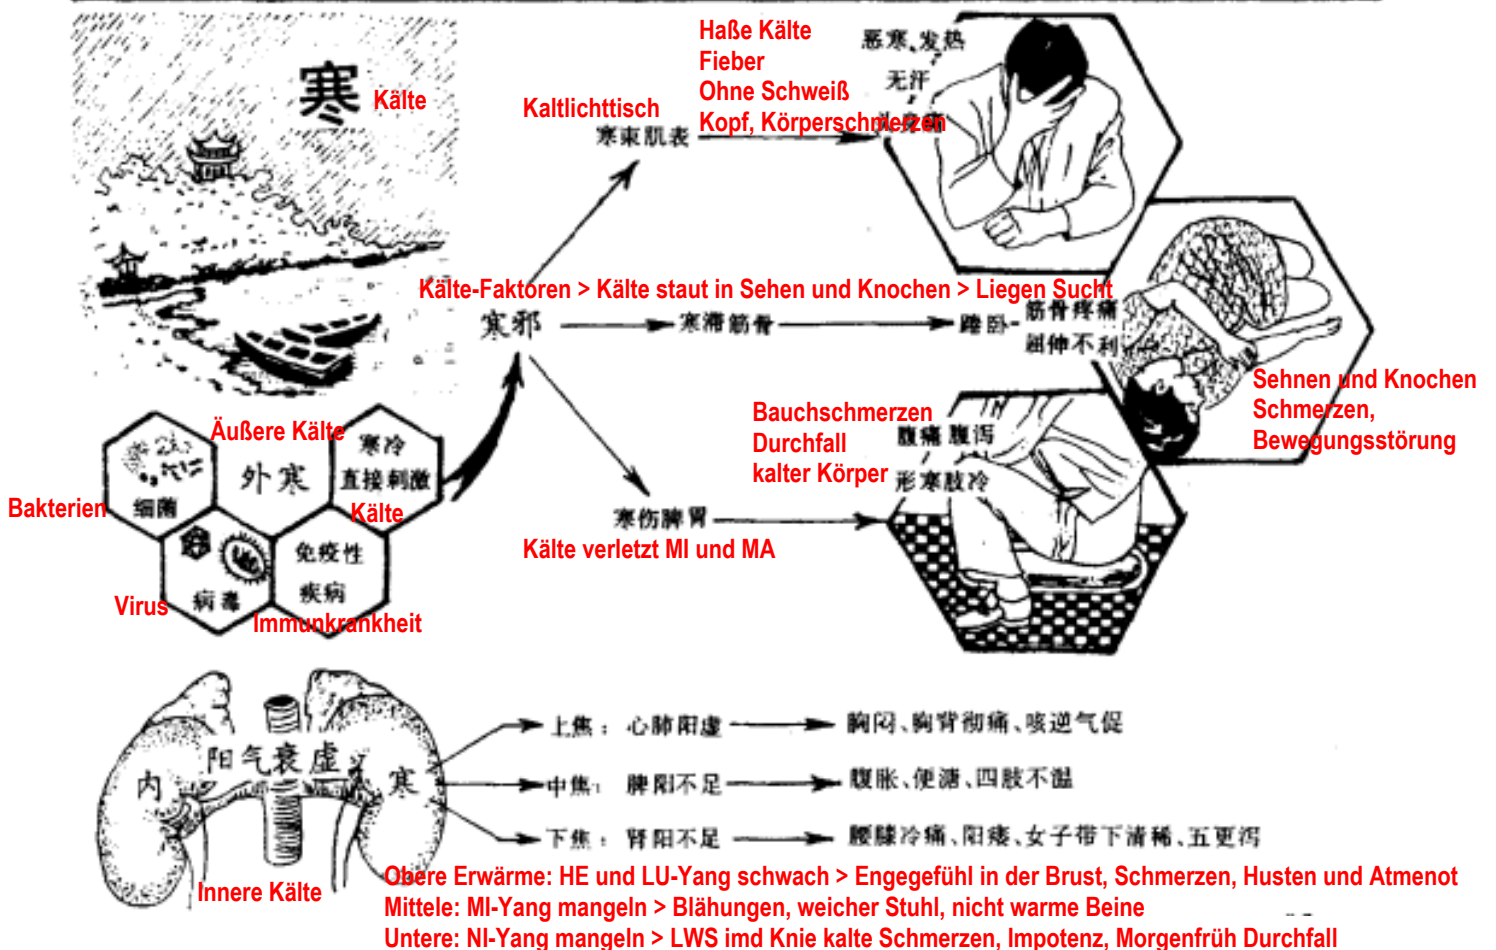 寒 Kälte
Haße Kälte
Fieber
Ohne Schweiß
Kopf, Körperschmerzen
恶寒、发热
无汗
Kaltlichttisch
寒束肌表
Kälte-Faktoren > Kälte staut in Sehen und Knochen > Liegen Sucht
寒邪
寒滞筋骨
踡卧
筋骨疼痛
屈伸不利
Sehnen und Knochen
Schmerzen,
Bewegungsstörung
Bauchschmerzen
Durchfall
kalter Körper
腹痛 腹泻
形寒肢冷
寒伤脾肾
Kälte verletzt MI und MA
Äußere Kälte
外寒
寒冷
直接刺激
Kälte
Bakterien
细菌
Virus
病毒
免疫性
疾病
Immunkrankheit
内 阳气衰虚 寒
上焦：心肺阳虚 胸闷、胸背彻痛、咳逆气促
中焦：脾阳不足 腹胀、便溏、四肢不温
下焦：肾阳不足 腰膝冷痛、阳痿、女子带下清稀、五更泻
Innere Kälte
Obere Erwärme: HE und LU-Yang schwach > Engegefühl in der Brust, Schmerzen, Husten und Atmenot
Mittele: MI-Yang mangeln > Blähungen, weicher Stuhl, nicht warme Beine
Untere: NI-Yang mangeln > LWS imd Knie kalte Schmerzen, Impotenz, Morgenfrüh Durchfall